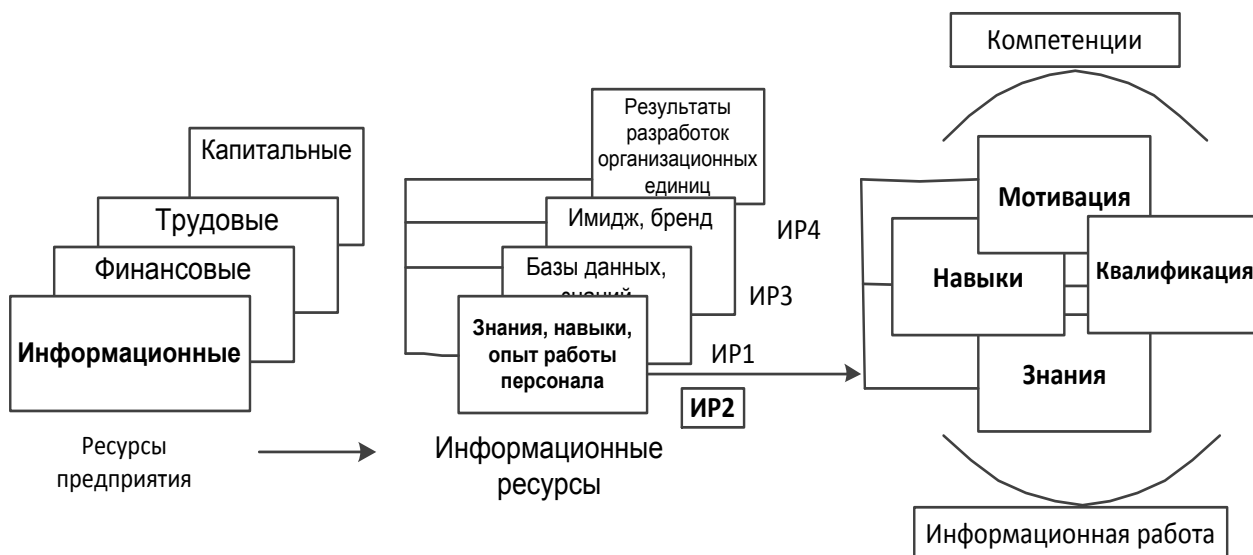 Капитальные
Трудовые
Финансовые
Информационные
Ресурсы
предприятия
Результаты
разработок
организационных
единиц
Имидж, бренд
Базы данных,
знаний
Знания, навыки,
опыт работы
персонала
ИР4
ИР3
ИР1
ИР2
Информационные
ресурсы
Компетенции
Мотивация
Навыки
Квалификация
Знания
Информационная работа